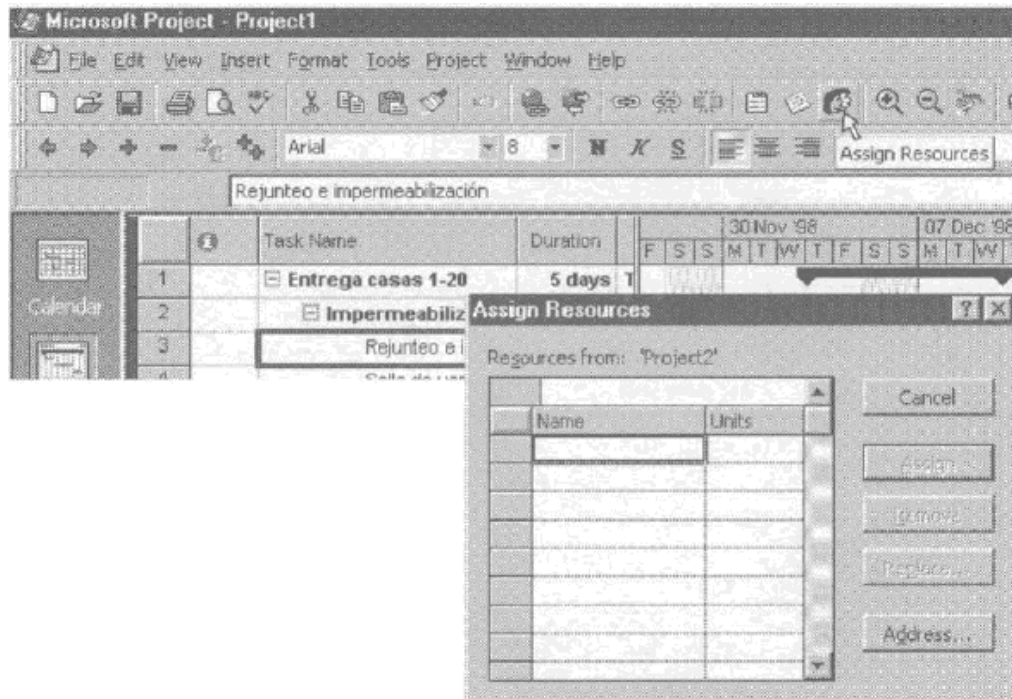 Microsoft Project - Project1
File Edit View Insert Format Tools Project Window Help
Arial 8 N K S
Assign Resources
Rejunteo e impermeabilización
Task Name Duration 30 Nov '98 07 Dec '98
F S S M T W T F S S M T W
1 Entrega casas 1-20 5 days T
Calendar
2 Impermeabiliz
3 Rejunteo e i
Assign Resources
Resources from: 'Project2'
Name Units
Cancel
Assign
Remove
Replace...
Address...